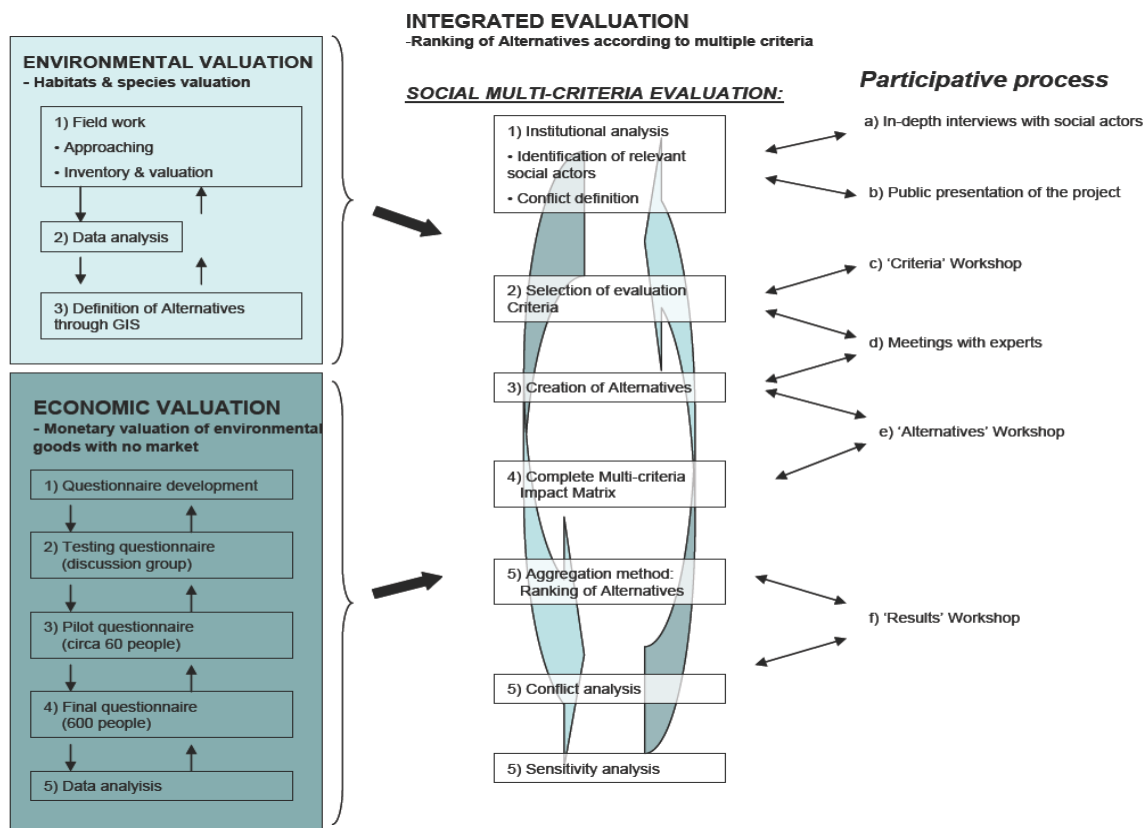 INTEGRATED EVALUATION
-Ranking of Alternatives according to multiple criteria
ENVIRONMENTAL VALUATION
- Habitats & species valuation
1) Field work
• Approaching
• Inventory & valuation
2) Data analysis
3) Definition of Alternatives
through GIS
ECONOMIC VALUATION
- Monetary valuation of environmental
goods with no market
1) Questionnaire development
2) Testing questionnaire
(discussion group)
3) Pilot questionnaire
(circa 60 people)
4) Final questionnaire
(600 people)
5) Data analyisis
SOCIAL MULTI-CRITERIA EVALUATION:
1) Institutional analysis
• Identification of relevant
social actors
• Conflict definition
2) Selection of evaluation
Criteria
3) Creation of Alternatives
4) Complete Multi-criteria
Impact Matrix
5) Aggregation method:
Ranking of Alternatives
5) Conflict analysis
5) Sensitivity analysis
Participative process
a) In-depth interviews with social actors
b) Public presentation of the project
c) 'Criteria' Workshop
d) Meetings with experts
e) 'Alternatives' Workshop
f) 'Results' Workshop